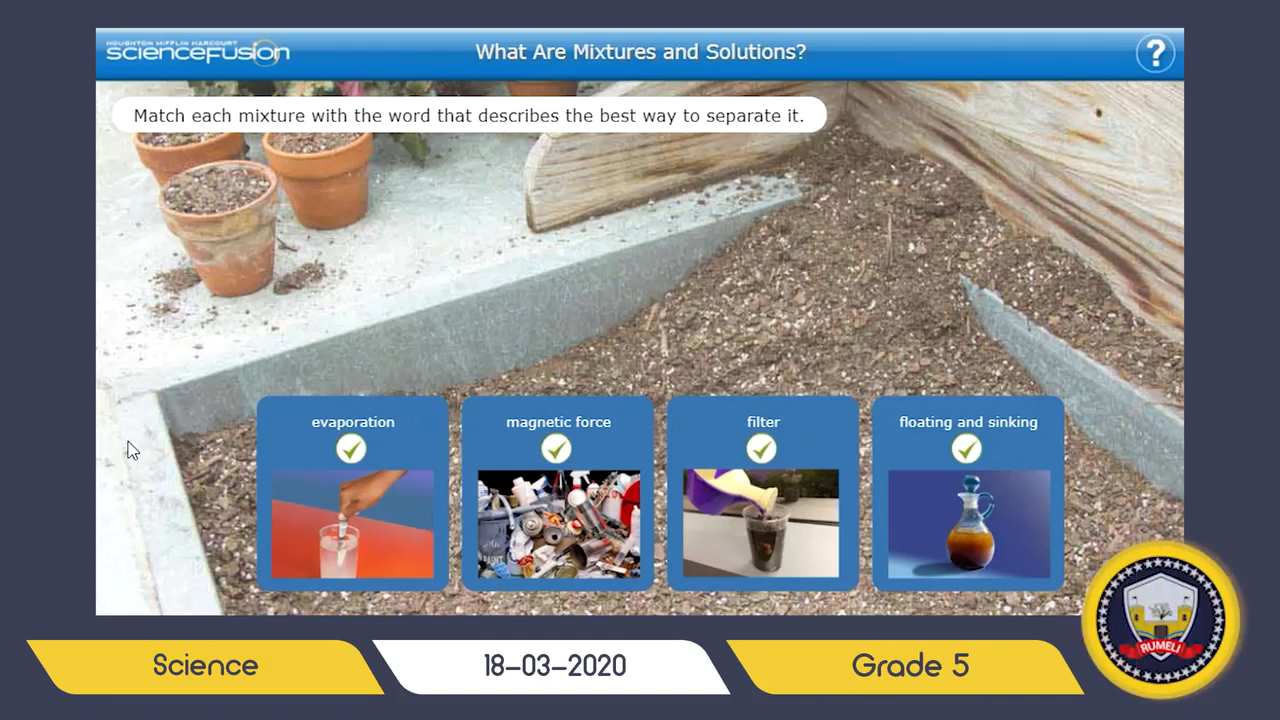 HOUGHTON MIFFLIN HARCOURT
SCIENCEFUSION
What Are Mixtures and Solutions?
?
Match each mixture with the word that describes the best way to separate it.
evaporation
magnetic force
filter
floating and sinking
PAINT
Science
18-03-2020
Grade 5
RUMELİ